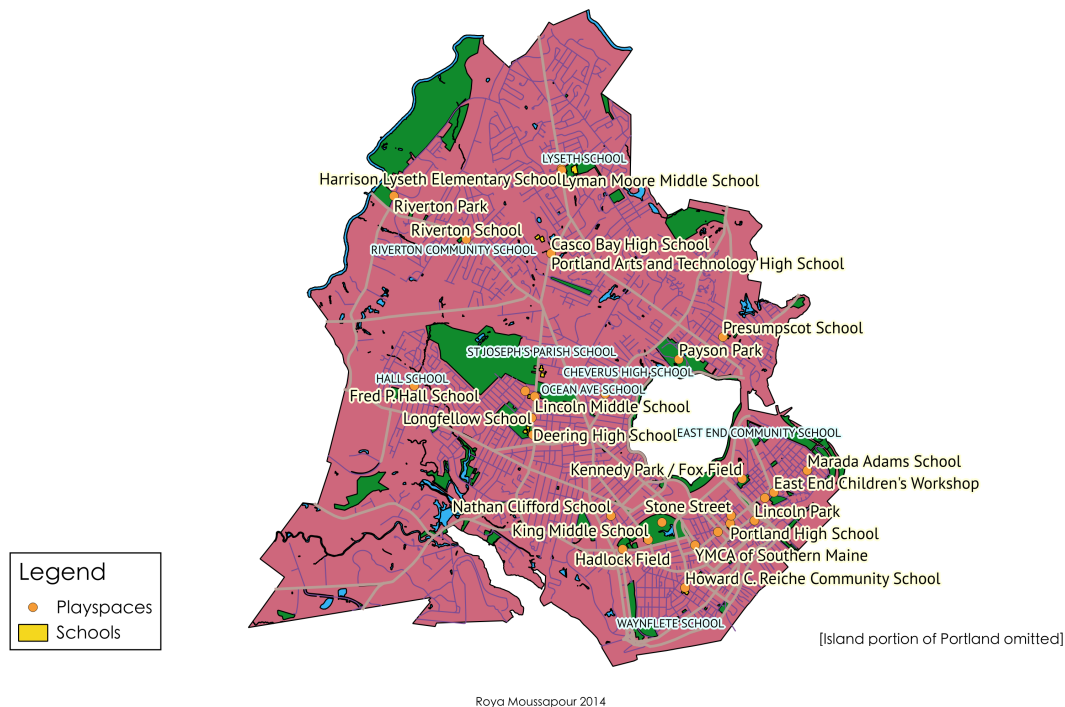 LYSETH SCHOOL
Harrison Lyseth Elementary School
Lyman Moore Middle School
Riverton Park
Riverton School
RIVERTON COMMUNITY SCHOOL
Casco Bay High School
Portland Arts and Technology High School
Presumpscot School
Payson Park
ST JOSEPH'S PARISH SCHOOL
CHEVERUS HIGH SCHOOL
HALL SCHOOL
OCEAN AVE SCHOOL
Fred P. Hall School
Lincoln Middle School
Longfellow School
Deering High School
EAST END COMMUNITY SCHOOL
Marada Adams School
Kennedy Park / Fox Field
East End Children's Workshop
Nathan Clifford School
Stone Street
Lincoln Park
King Middle School
Portland High School
Hadlock Field
YMCA of Southern Maine
Howard C. Reiche Community School
WAYNFLETE SCHOOL
Legend
Playspaces
Schools
[Island portion of Portland omitted]
Roya Moussapour 2014